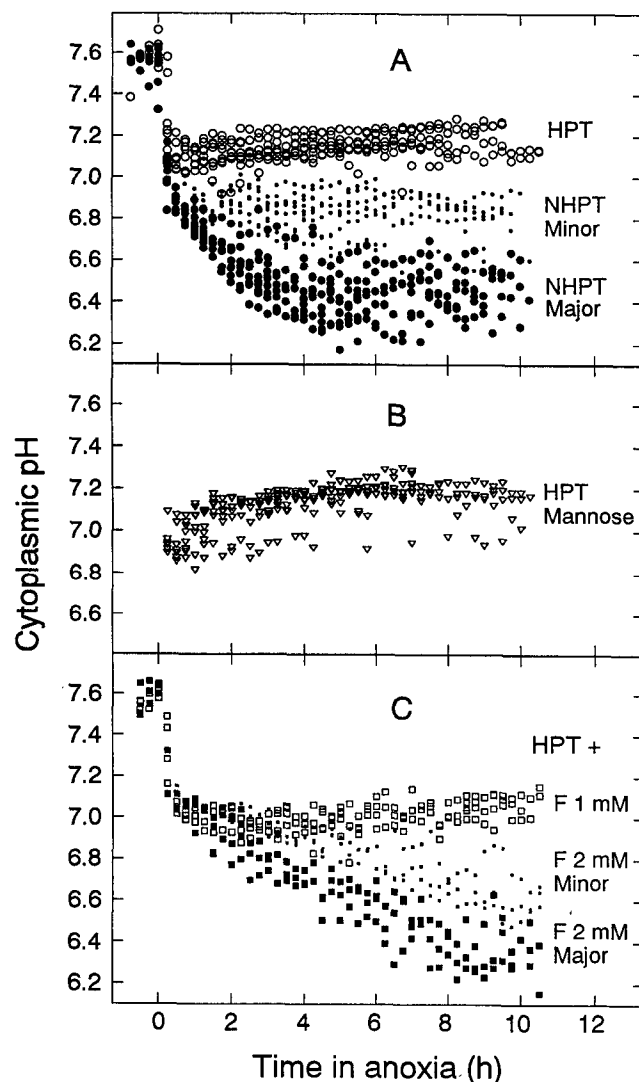 A
7.6
7.4
7.2
7.0
6.8
6.6
6.4
6.2
HPT
NHPT
Minor
NHPT
Major
B
7.6
7.4
7.2
7.0
6.8
6.6
HPT
Mannose
Cytoplasmic pH
C
7.6
7.4
7.2
7.0
6.8
6.6
6.4
6.2
HPT +
F 1 mM
F 2 mM
Minor
F 2 mM
Major
0 2 4 6 8 10 12
Time in anoxia (h)